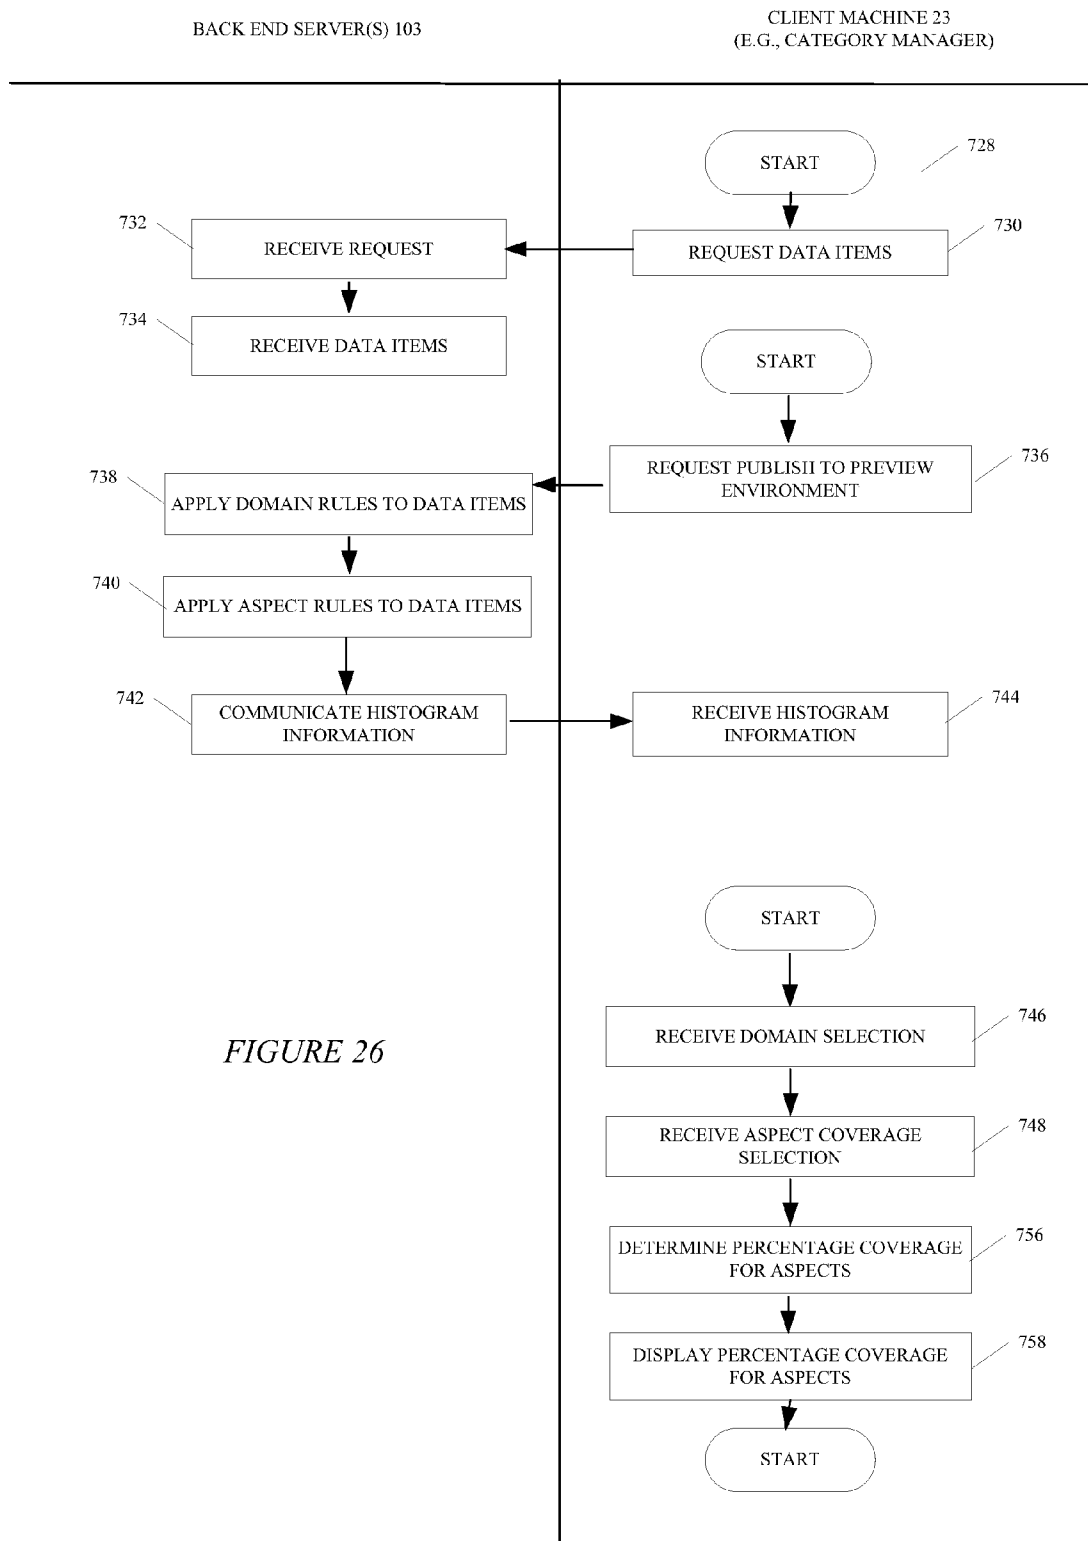 BACK END SERVER(S) 103
CLIENT MACHINE 23
(E.G., CATEGORY MANAGER)
START
728
732
RECEIVE REQUEST
REQUEST DATA ITEMS
730
734
RECEIVE DATA ITEMS
START
REQUEST PUBLISH TO PREVIEW
ENVIRONMENT
736
738
APPLY DOMAIN RULES TO DATA ITEMS
740
APPLY ASPECT RULES TO DATA ITEMS
742
COMMUNICATE HISTOGRAM
INFORMATION
RECEIVE HISTOGRAM
INFORMATION
744
START
FIGURE 26
RECEIVE DOMAIN SELECTION
746
RECEIVE ASPECT COVERAGE
SELECTION
748
DETERMINE PERCENTAGE COVERAGE
FOR ASPECTS
756
DISPLAY PERCENTAGE COVERAGE
FOR ASPECTS
758
START